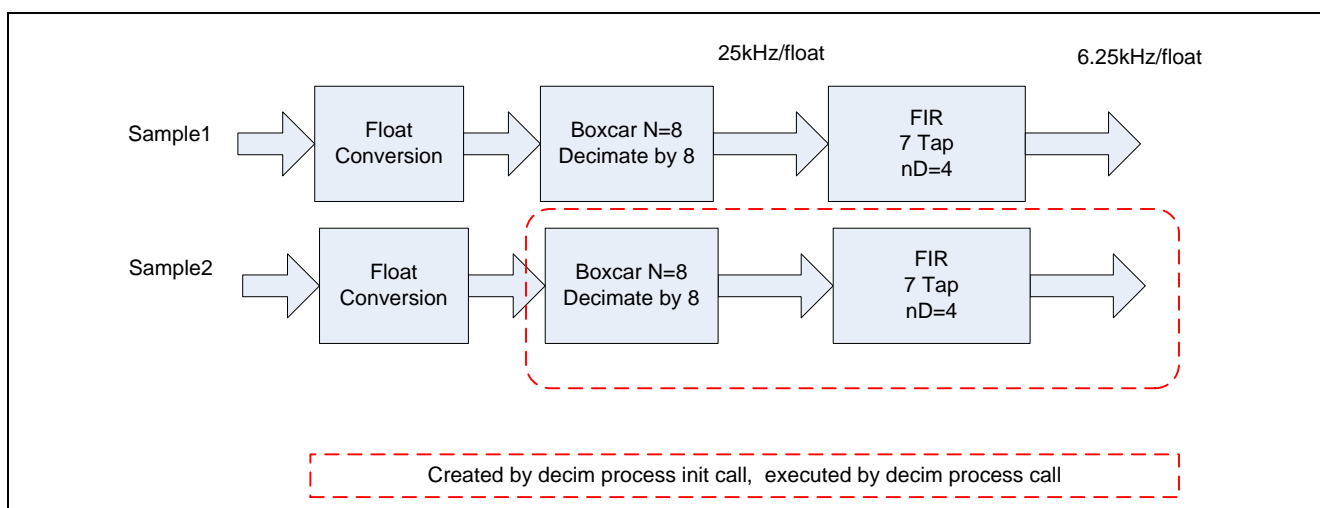 25kHz/float
6.25kHz/float
Sample1
Float
Conversion
Boxcar N=8
Decimate by 8
FIR
7 Tap
nD=4
Sample2
Float
Conversion
Boxcar N=8
Decimate by 8
FIR
7 Tap
nD=4
Created by decim process init call, executed by decim process call